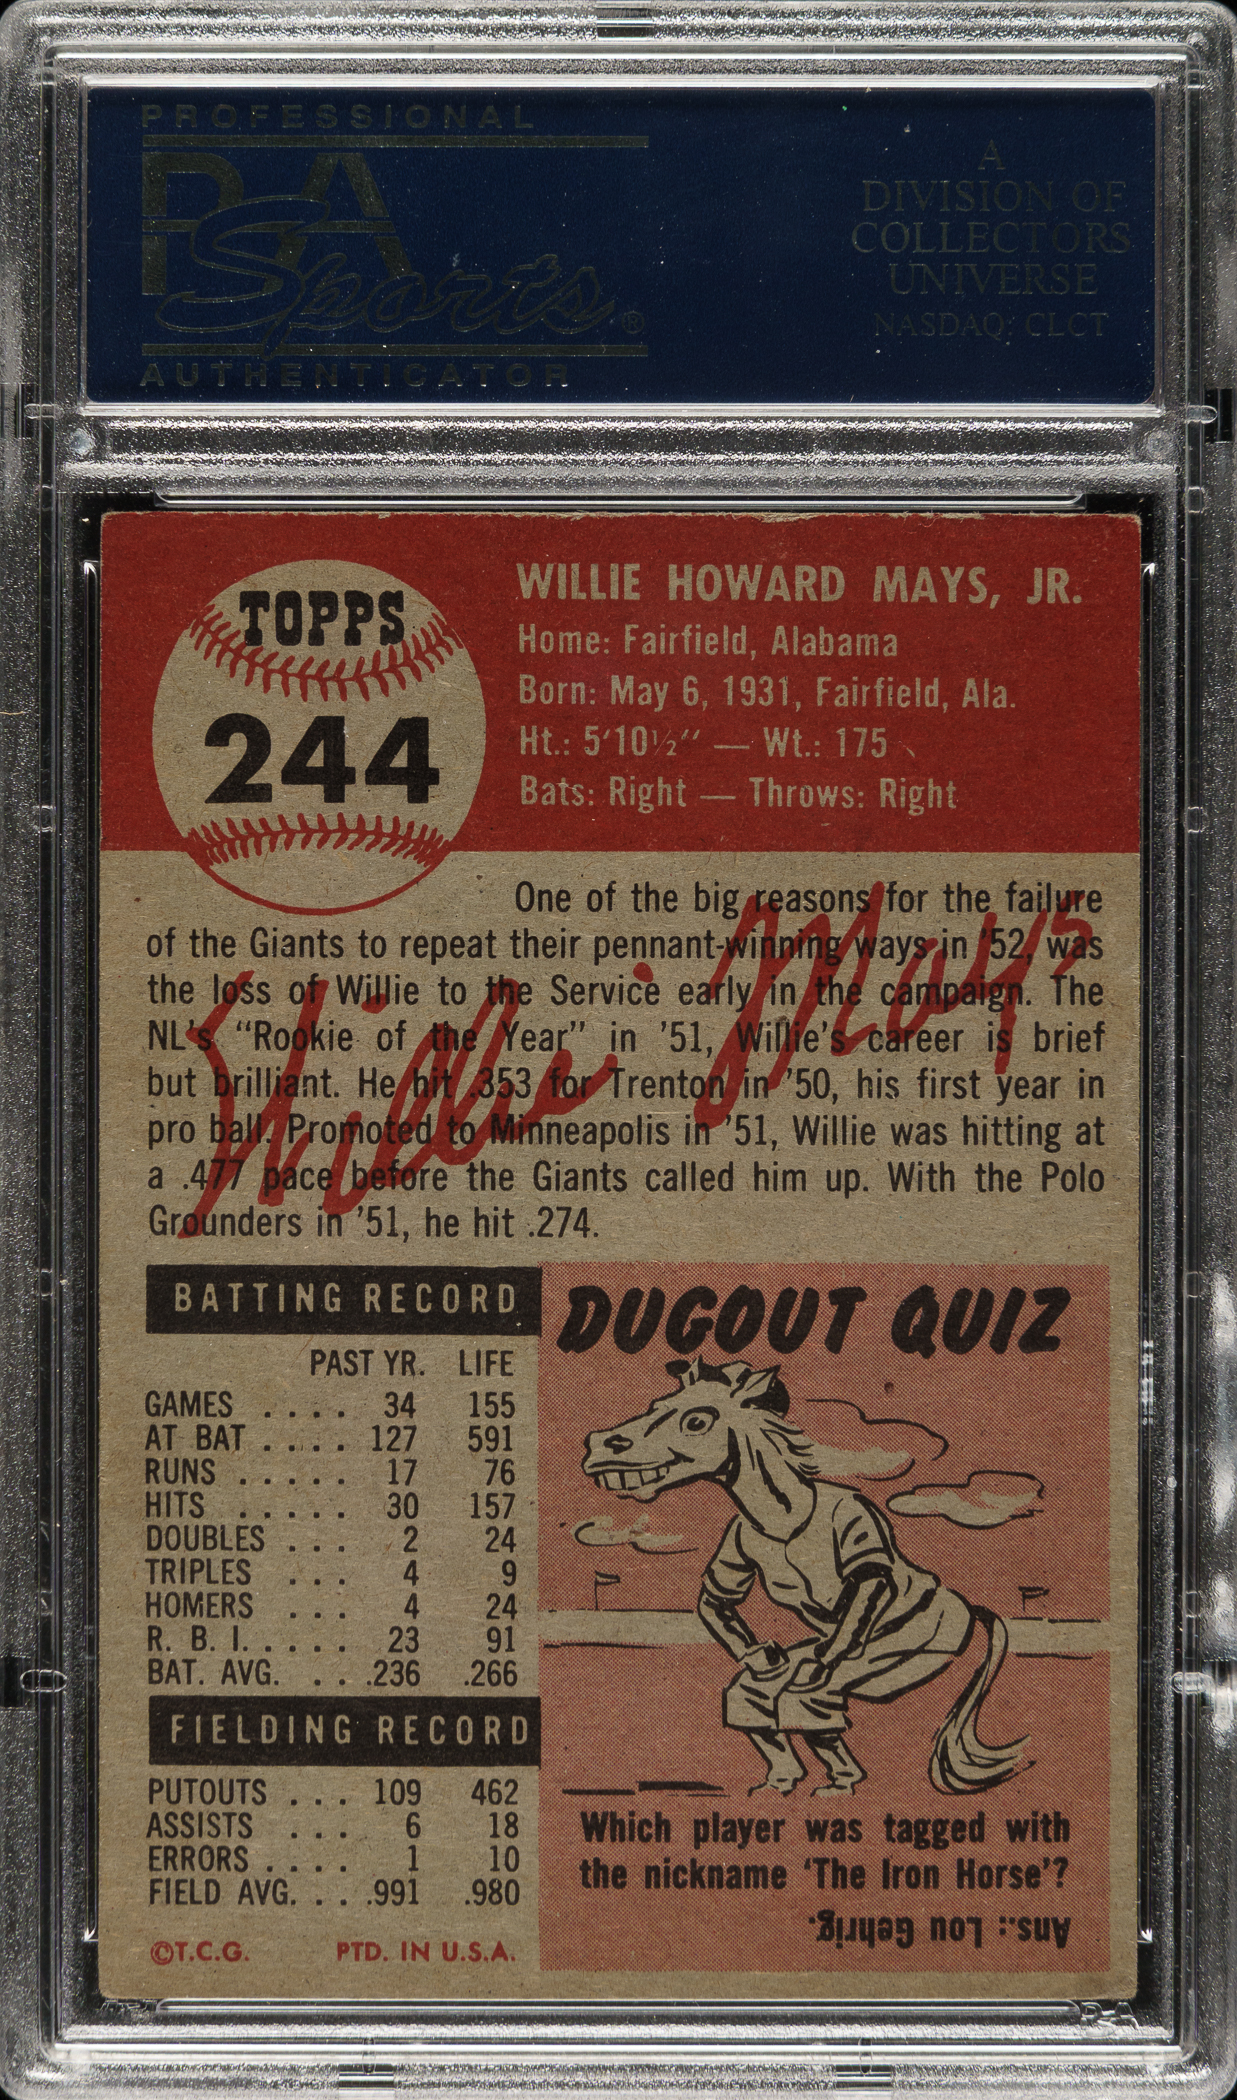 PROFESSIONAL
PSA
Sports®
AUTHENTICATOR
A
DIVISION OF
COLLECTORS
UNIVERSE
NASDAQ: CLCT
TOPPS
244
WILLIE HOWARD MAYS, JR.
Home: Fairfield, Alabama
Born: May 6, 1931, Fairfield, Ala.
Ht.: 5'10½" — Wt.: 175
Bats: Right — Throws: Right
One of the big reasons for the failure
of the Giants to repeat their pennant-winning ways in '52, was
the loss of Willie to the Service early in the campaign. The
NL's "Rookie of the Year" in '51, Willie's career is brief
but brilliant. He hit .353 for Trenton in '50, his first year in
pro ball. Promoted to Minneapolis in '51, Willie was hitting at
a .477 pace before the Giants called him up. With the Polo
Grounders in '51, he hit .274.
Willie Mays
BATTING RECORD
PAST YR. LIFE
GAMES .... 34 155
AT BAT .... 127 591
RUNS ..... 17 76
HITS ..... 30 157
DOUBLES ... 2 24
TRIPLES ... 4 9
HOMERS ... 4 24
R. B. I. .... 23 91
BAT. AVG. ... .236 .266
FIELDING RECORD
PUTOUTS ... 109 462
ASSISTS ... 6 18
ERRORS .... 1 10
FIELD AVG. ... .991 .980
©T.C.G. PTD. IN U.S.A.
DUGOUT QUIZ
Which player was tagged with
the nickname 'The Iron Horse'?
Ans.: Lou Gehrig.
PSA